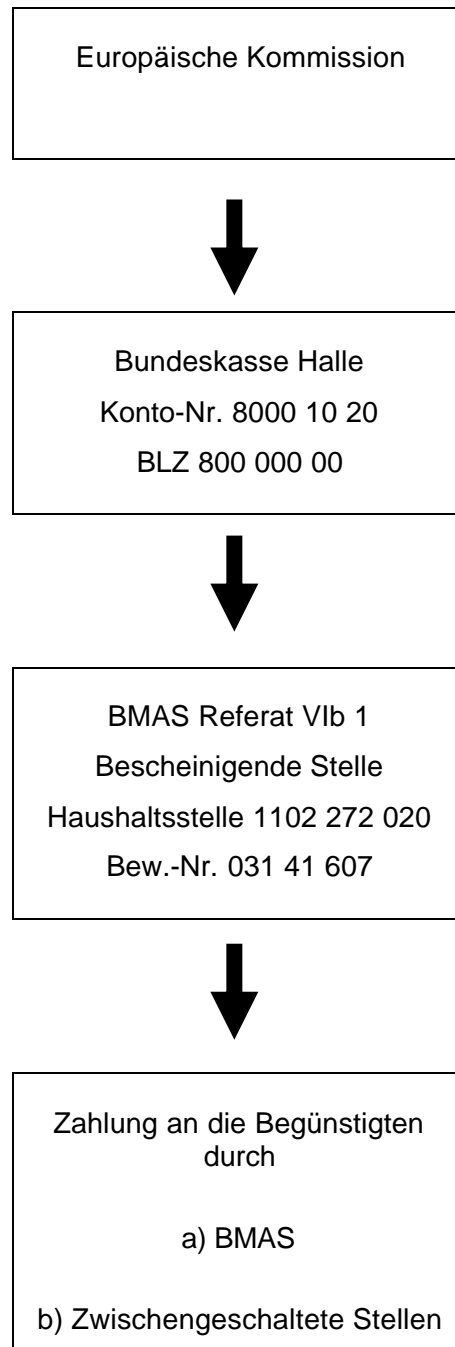 Europäische Kommission
Bundeskasse Halle
Konto-Nr. 8000 10 20
BLZ 800 000 00
BMAS Referat VIb 1
Bescheinigende Stelle
Haushaltsstelle 1102 272 020
Bew.-Nr. 031 41 607
Zahlung an die Begünstigten
durch
a) BMAS
b) Zwischengeschaltete Stellen